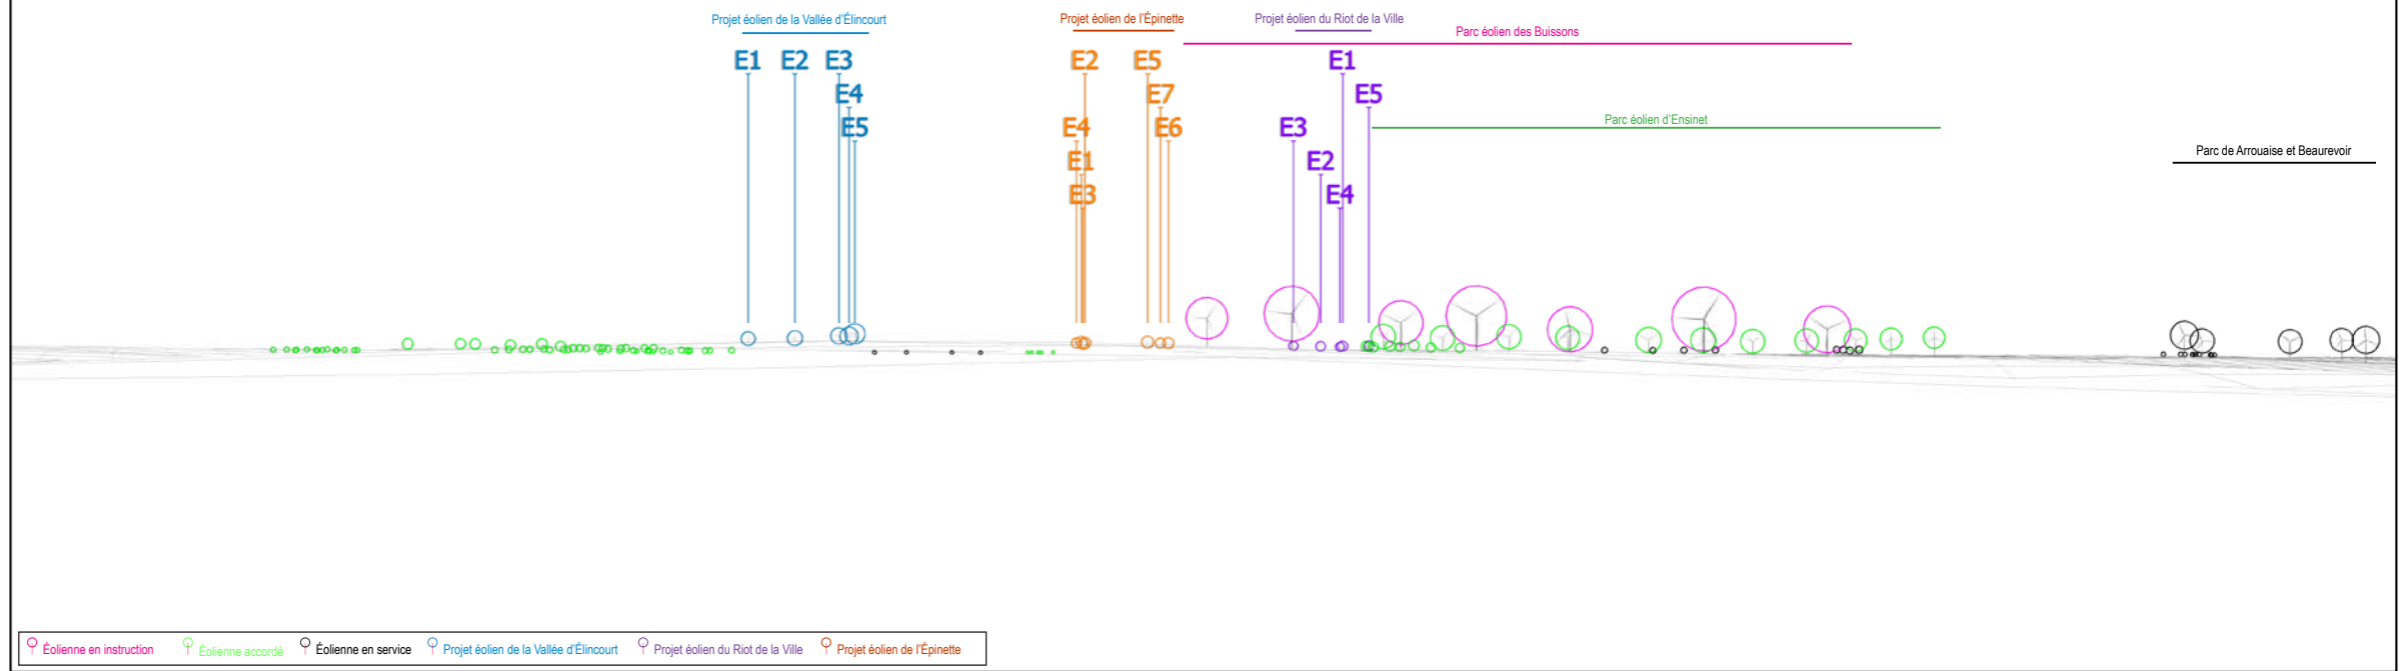 Projet éolien de la Vallée d'Élincourt
Projet éolien de l'Épinette
Projet éolien du Riot de la Ville
Parc éolien des Buissons
E1 E2 E3
E4
E5
E2 E5
E7
E4 E6
E1
E3
E1
E5
E3
E2
E4
Parc éolien d'Ensinet
Parc de Arrouaise et Beaurevoir
Éolienne en instruction
Éolienne accordé
Éolienne en service
Projet éolien de la Vallée d'Élincourt
Projet éolien du Riot de la Ville
Projet éolien de l'Épinette